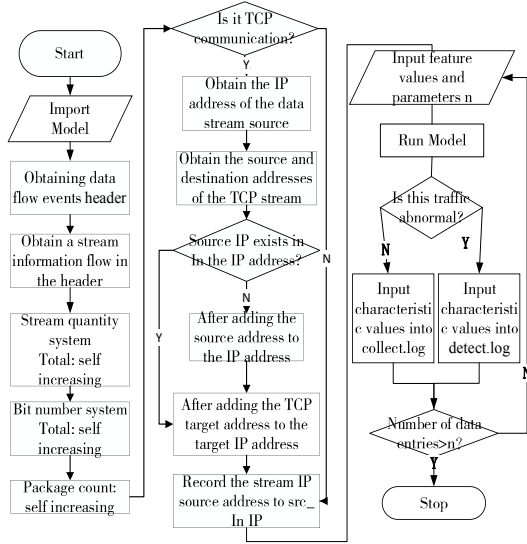 Start
Import
Model
Obtaining data
flow events header
Obtain a stream
information flow in
the header
Stream quantity
system
Total: self
increasing
Bit number system
Total: self
increasing
Package count:
self increasing
Is it TCP
communication?
Y
N
Obtain the IP
address of the data
stream source
Obtain the source and
destination addresses
of the TCP stream
Source IP exists in
In the IP address?
N
Y
After adding the
source address to
the IP address
After adding the TCP
target address to the
target IP address
Record the stream IP
source address to src_
In IP
Input feature
values and
parameters n
Run Model
Is this traffic
abnormal?
N
Y
Input
characteristi
c values into
collect.log
Input
characteristi
c values into
detect.log
N
Number of data
entries>n?
Y
Stop